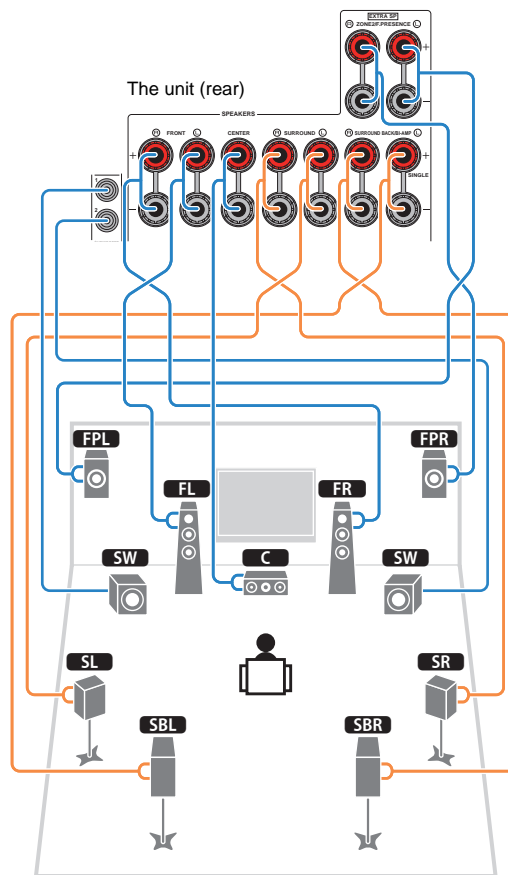 EXTRA SP
R ZONE2/F.PRESENCE L
+
−
The unit (rear)
SPEAKERS
R FRONT L
CENTER
R SURROUND L
R SURROUND BACK/BI-AMP L
+
+
SINGLE
−
−
1
2
FPL
FPR
FL
FR
SW
C
SW
SL
SR
SBL
SBR